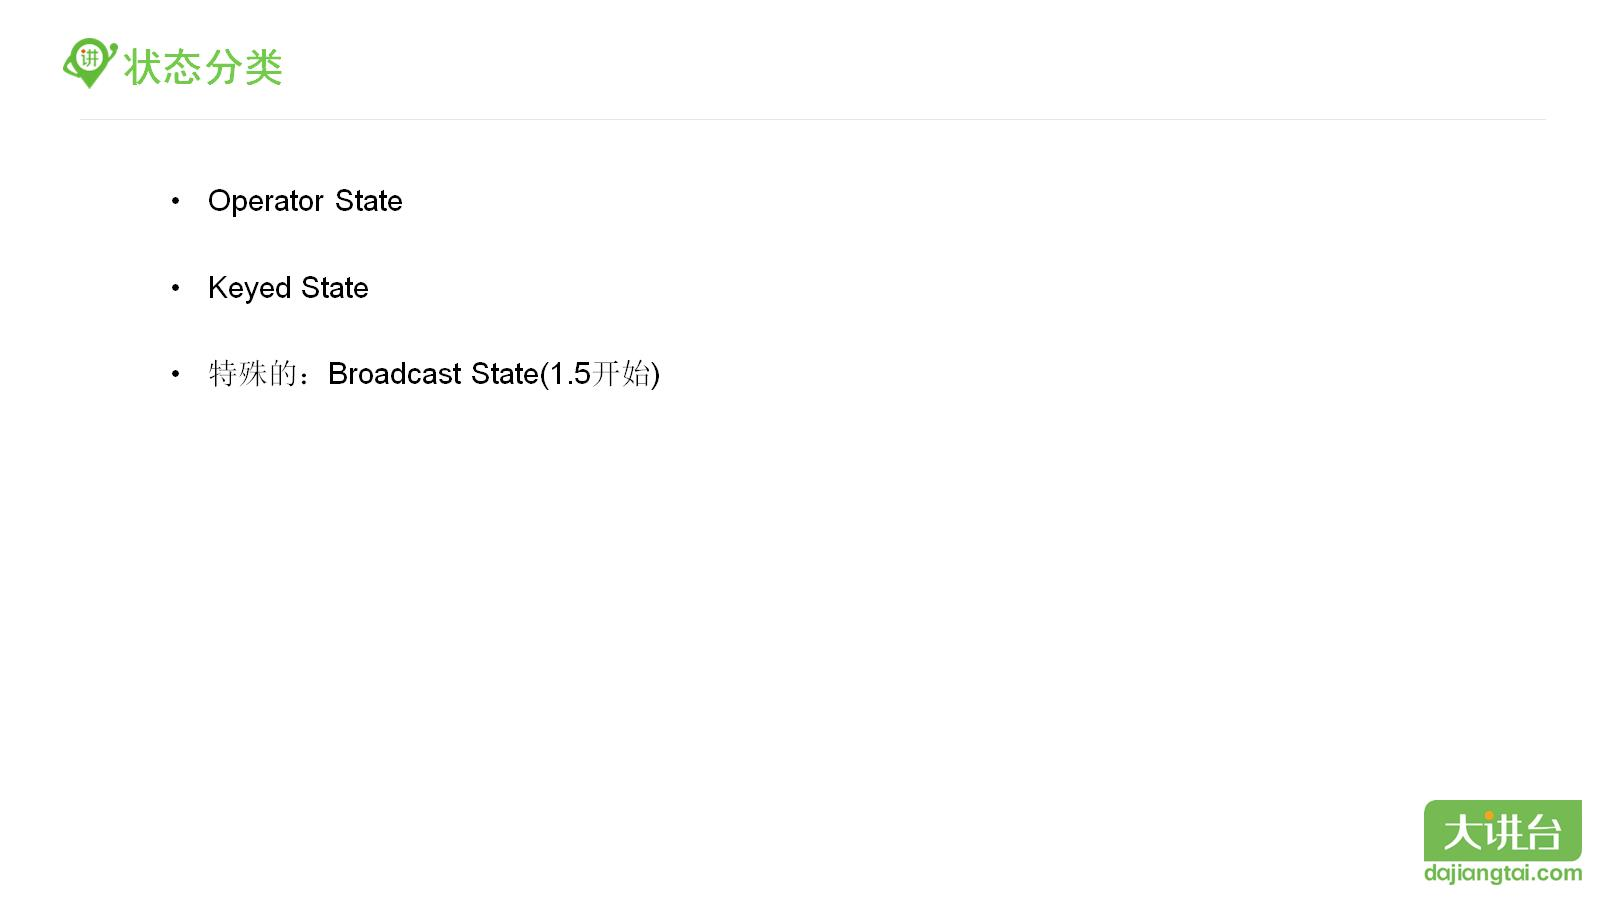 讲
状态分类
• Operator State
• Keyed State
• 特殊的：Broadcast State(1.5开始)
大讲台
dajiangtai.com